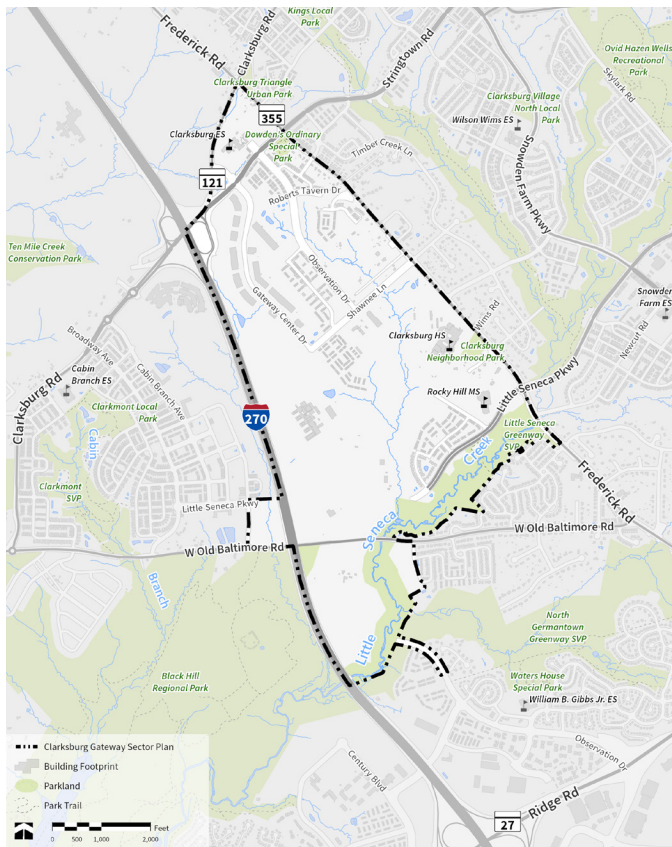 Kings Local
Park
Frederick Rd
Clarksburg Rd
Stringtown Rd
Ovid Hazen Wells
Recreational
Park
Skylark Rd
Clarksburg Triangle
Urban Park
355
Clarksburg Village
North Local
Park
Clarksburg ES
Dowden's Ordinary
Special
Park
Wilson Wims ES
Snowden Farm Pkwy
Timber Creek Ln
121
Roberts Tavern Dr
Ten Mile Creek
Conservation Park
Observation Dr
Gateway Center Dr
Shawnee Ln
Snowden
Farm ES
Wims Rd
Newcut Rd
Clarksburg HS
Clarksburg
Neighborhood Park
Broadway Ave
Cabin
Branch ES
Cabin Branch Ave
Little Seneca Pkwy
Rocky Hill MS
Clarksburg Rd
Clarkmont Local
Park
270
Little Seneca
Greenway
SVP
Cabin
Creek
Clarkmont
SVP
Frederick Rd
Little Seneca Pkwy
Seneca
W Old Baltimore Rd
W Old Baltimore Rd
Branch
North
Germantown
Greenway SVP
Little
Black Hill
Regional Park
Waters House
Special Park
William B. Gibbs Jr. ES
Observation Dr
Century Blvd
Ridge Rd
27
Clarksburg Gateway Sector Plan
Building Footprint
Parkland
Park Trail
Feet
0 500 1,000 2,000